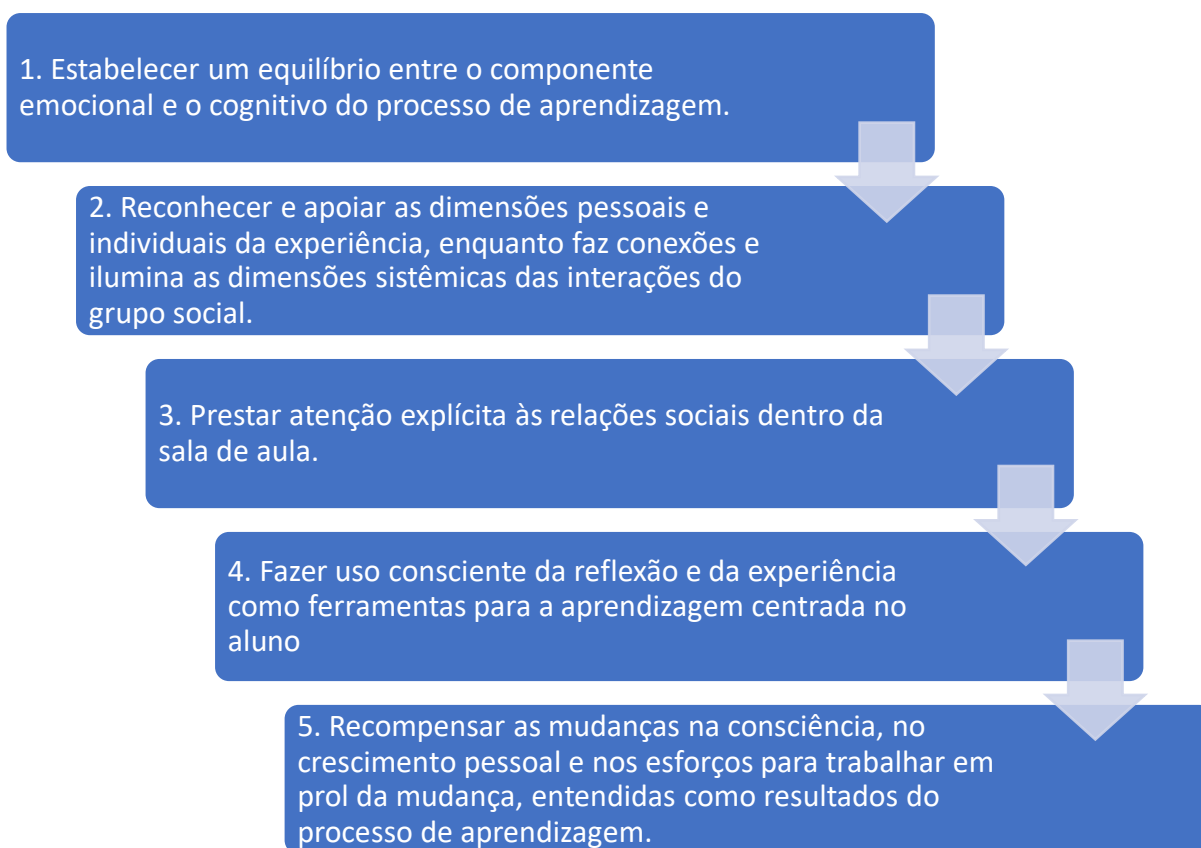 1. Estabelecer um equilíbrio entre o componente
emocional e o cognitivo do processo de aprendizagem.
2. Reconhecer e apoiar as dimensões pessoais e
individuais da experiência, enquanto faz conexões e
ilumina as dimensões sistêmicas das interações do
grupo social.
3. Prestar atenção explícita às relações sociais dentro da
sala de aula.
4. Fazer uso consciente da reflexão e da experiência
como ferramentas para a aprendizagem centrada no
aluno
5. Recompensar as mudanças na consciência, no
crescimento pessoal e nos esforços para trabalhar em
prol da mudança, entendidas como resultados do
processo de aprendizagem.